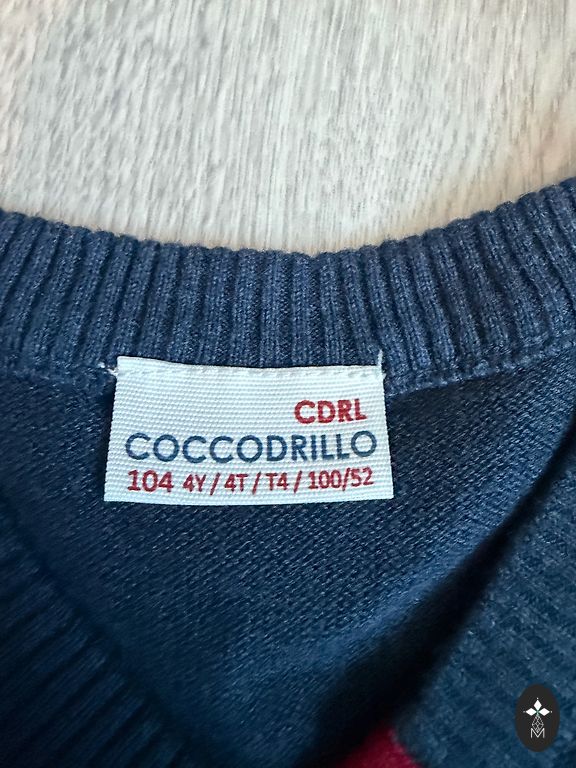 CDRL
COCCODRILLO
104 4Y / 4T / T4 / 100/52
M